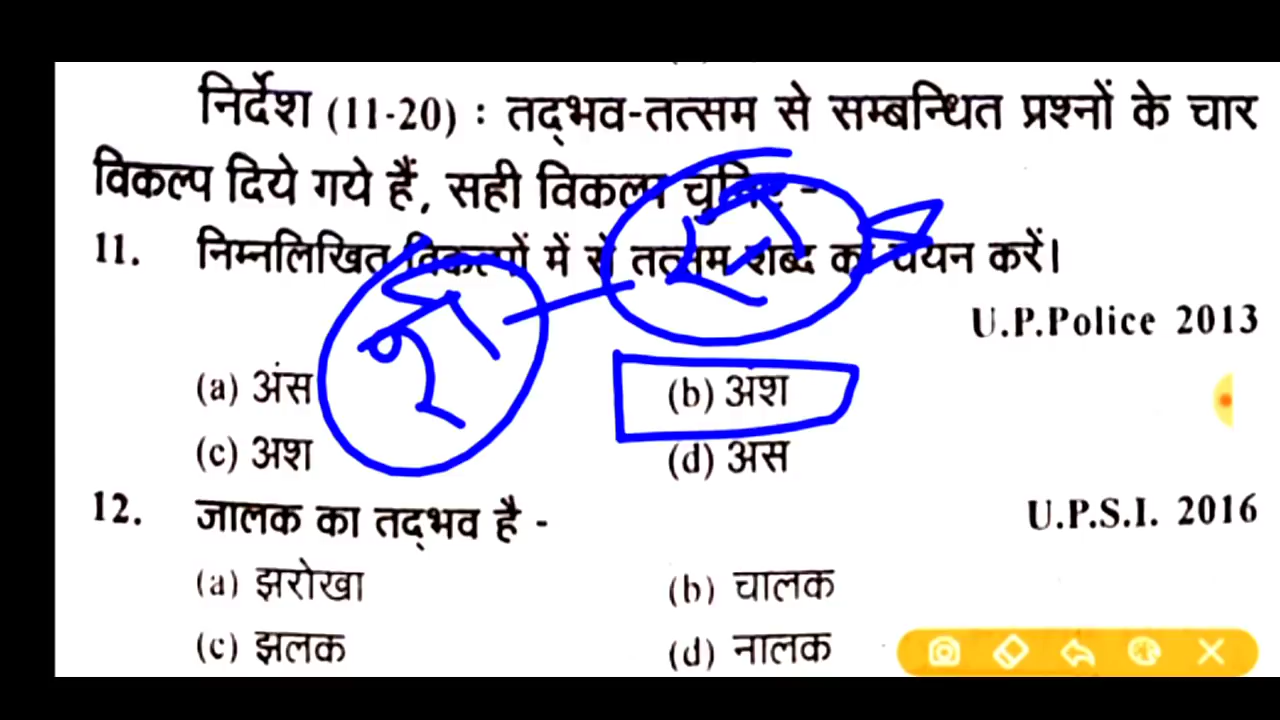 निर्देश (11-20) : तद्भव-तत्सम से सम्बन्धित प्रश्नों के चार
विकल्प दिये गये हैं, सही विकल्प चुनिए -
11. निम्नलिखित विकल्पों में से तत्सम शब्द का चयन करें।
U.P.Police 2013
(a) अंस (b) अंश
(c) अश (d) अस
12. जालक का तद्भव है - U.P.S.I. 2016
(a) झरोखा (b) चालक
(c) झलक (d) नालक